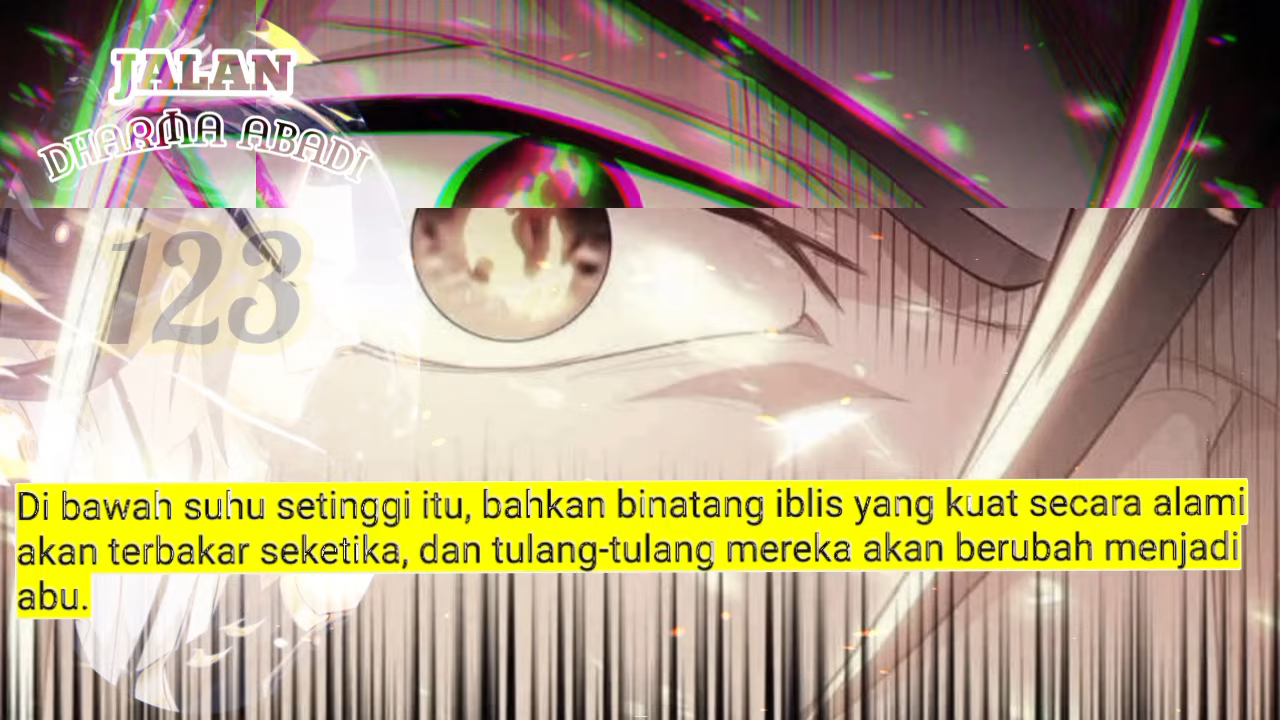 JALAN
DHARMA ABADI
123
Di bawah suhu setinggi itu, bahkan binatang iblis yang kuat secara alami
akan terbakar seketika, dan tulang-tulang mereka akan berubah menjadi
abu.